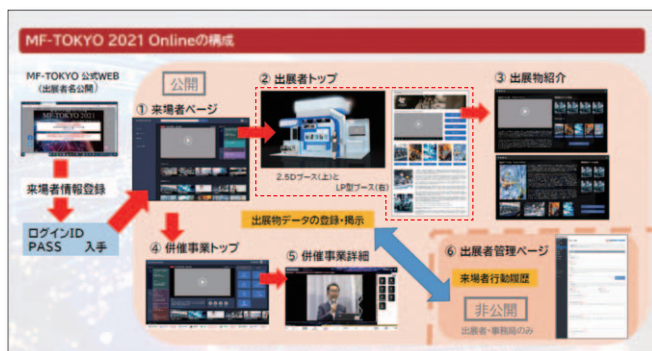 MF-TOKYO 2021 Onlineの構成
MF-TOKYO 公式WEB
(出展者名公開)
MF-TOKYO 2021
来場者情報登録
ログインID
PASS 入手
公開
① 来場者ページ
② 出展者トップ
2.5Dブース(上)と
LP型ブース(右)
③ 出展物紹介
出展物データの登録・掲示
④ 併催事業トップ
⑤ 併催事業詳細
⑥ 出展者管理ページ
来場者行動履歴
非公開
出展者・事務局のみ